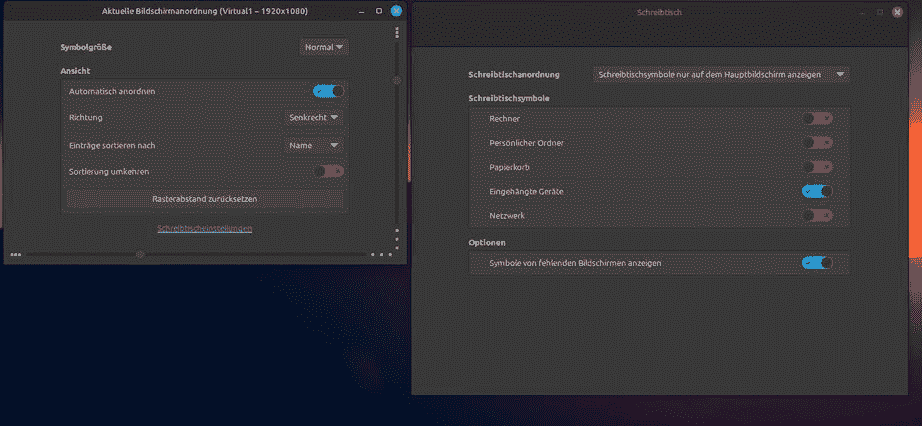 Aktuelle Bildschirmanordnung (Virtual1 – 1920x1080)
Symbolgröße
Normal
Ansicht
Automatisch anordnen
Richtung
Senkrecht
Einträge sortieren nach
Name
Sortierung umkehren
Rasterabstand zurücksetzen
Schreibtischeinstellungen
Schreibtisch
Schreibtischanordnung
Schreibtischsymbole nur auf dem Hauptbildschirm anzeigen
Schreibtischsymbole
Rechner
Persönlicher Ordner
Papierkorb
Eingehängte Geräte
Netzwerk
Optionen
Symbole von fehlenden Bildschirmen anzeigen